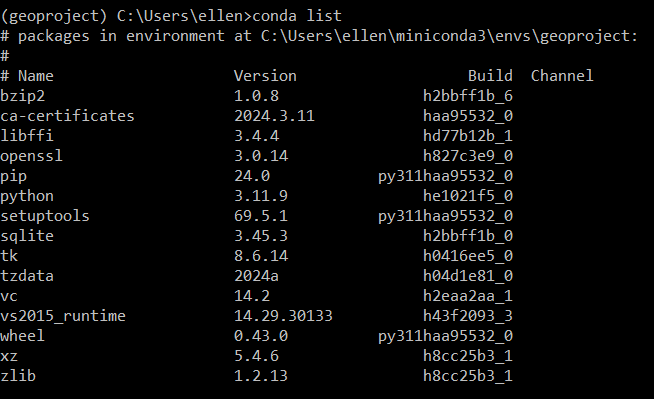 (geoproject) C:\Users\ellen>conda list
# packages in environment at C:\Users\ellen\miniconda3\envs\geoproject:
#
# Name                    Version                   Build  Channel
bzip2                     1.0.8                h2bbff1b_6
ca-certificates           2024.3.11            haa95532_0
libffi                    3.4.4                hd77b12b_1
openssl                   3.0.14               h827c3e9_0
pip                       24.0            py311haa95532_0
python                    3.11.9               he1021f5_0
setuptools                69.5.1          py311haa95532_0
sqlite                    3.45.3               h2bbff1b_0
tk                        8.6.14               h0416ee5_0
tzdata                    2024a                h04d1e81_0
vc                        14.2                 h2eaa2aa_1
vs2015_runtime            14.29.30133          h43f2093_3
wheel                     0.43.0          py311haa95532_0
xz                        5.4.6                h8cc25b3_1
zlib                      1.2.13               h8cc25b3_1